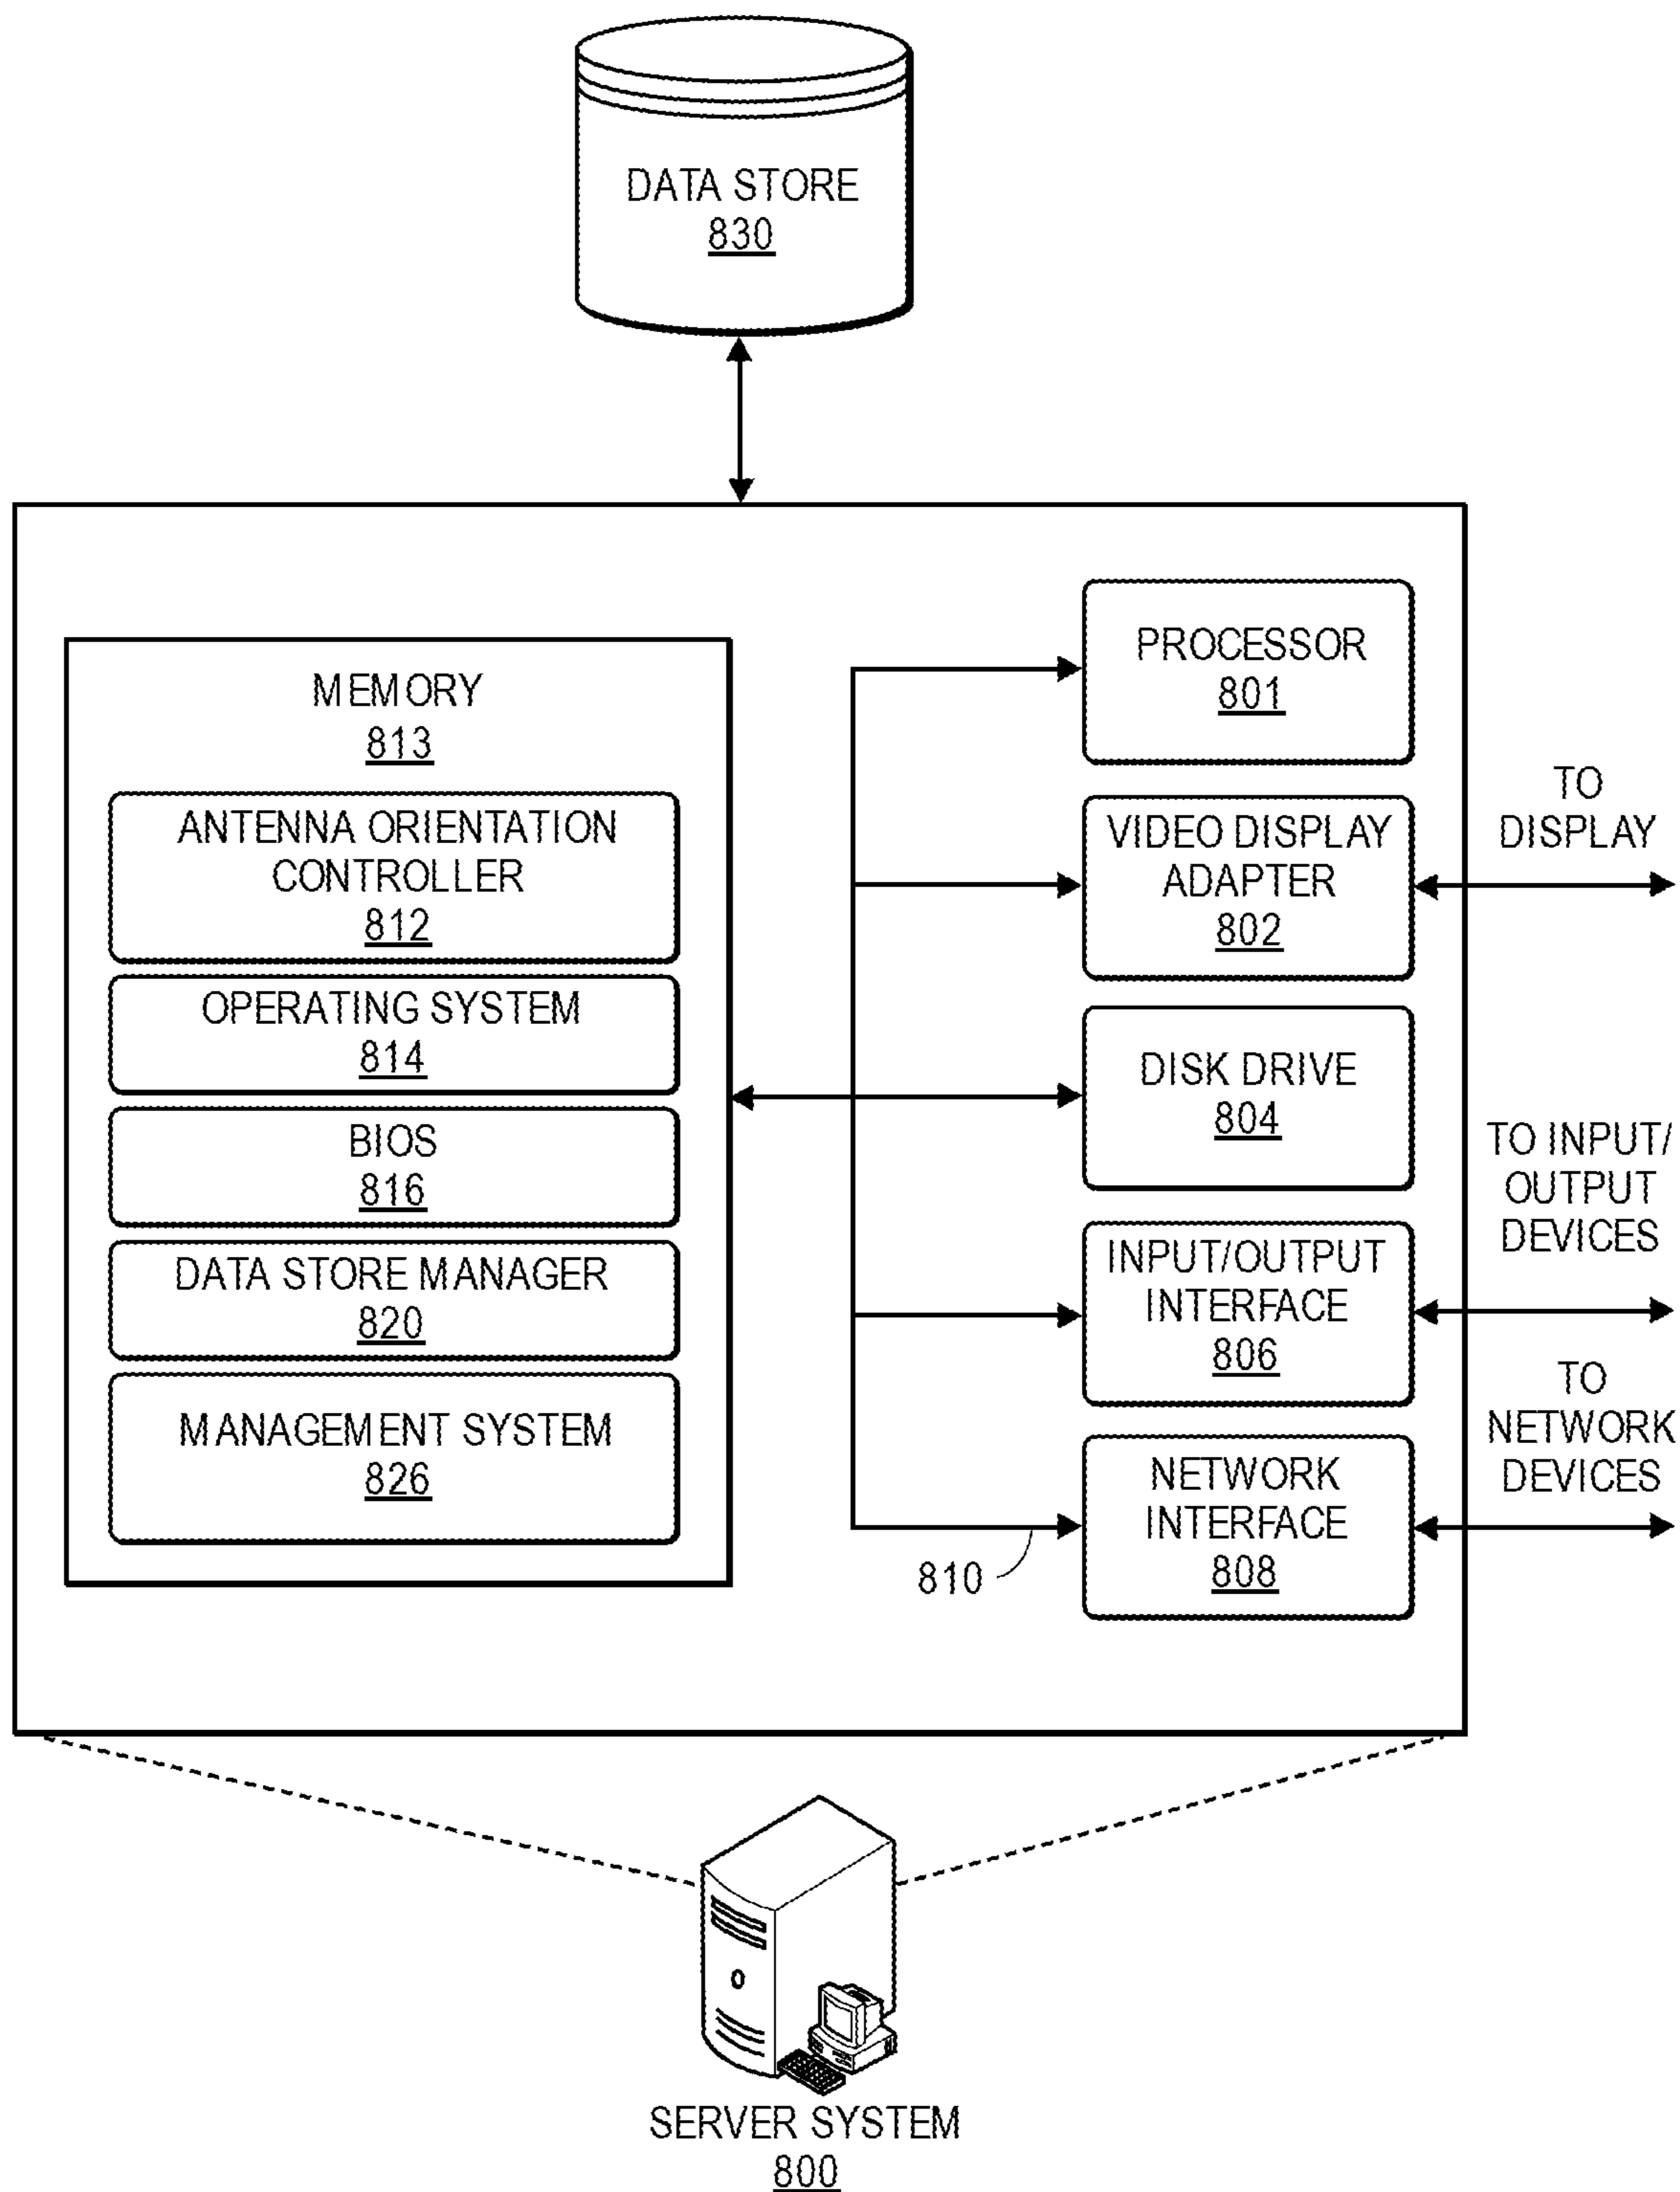 DATA STORE
830
MEMORY
813
ANTENNA ORIENTATION
CONTROLLER
812
OPERATING SYSTEM
814
BIOS
816
DATA STORE MANAGER
820
MANAGEMENT SYSTEM
826
PROCESSOR
801
VIDEO DISPLAY
ADAPTER
802
DISK DRIVE
804
INPUT/OUTPUT
INTERFACE
806
NETWORK
INTERFACE
808
810
TO
DISPLAY
TO INPUT/
OUTPUT
DEVICES
TO
NETWORK
DEVICES
SERVER SYSTEM
800